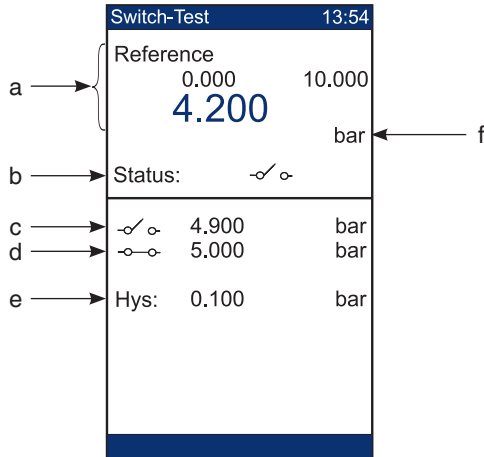 Switch-Test 13:54
Reference
0.000 10.000
a
4.200
bar f
b Status:
c 4.900 bar
d 5.000 bar
e Hys: 0.100 bar